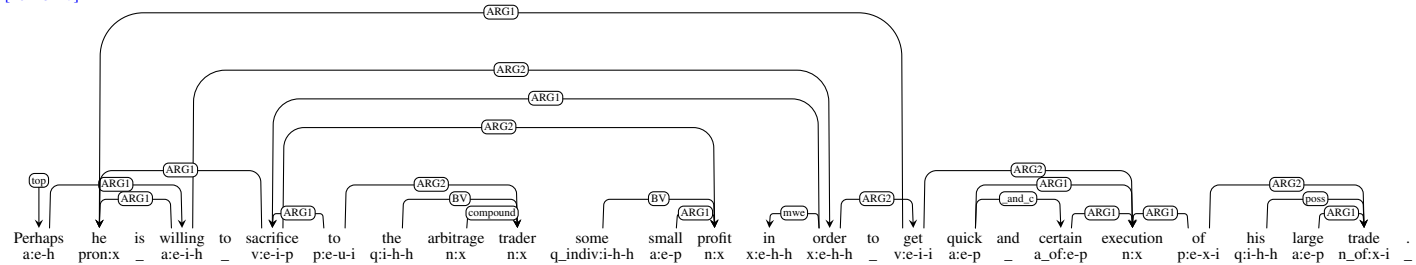 ARG1
ARG2
ARG1
ARG2
ARG1 ARG2
top ARG1 ARG2 ARG1 ARG2
ARG1 BV BV _and_c poss
ARG1 compound ARG1 mwe ARG2 ARG1 ARG1 ARG1
Perhaps he is willing to sacrifice to the arbitrage trader some small profit in order to get quick and certain execution of his large trade .
a:e-h pron:x _ a:e-i-h _ v:e-i-p p:e-u-i q:i-h-h n:x n:x q_indiv:i-h-h a:e-p n:x x:e-h-h x:e-h-h _ v:e-i-i a:e-p _ a_of:e-p n:x p:e-x-i q:i-h-h a:e-p n_of:x-i _